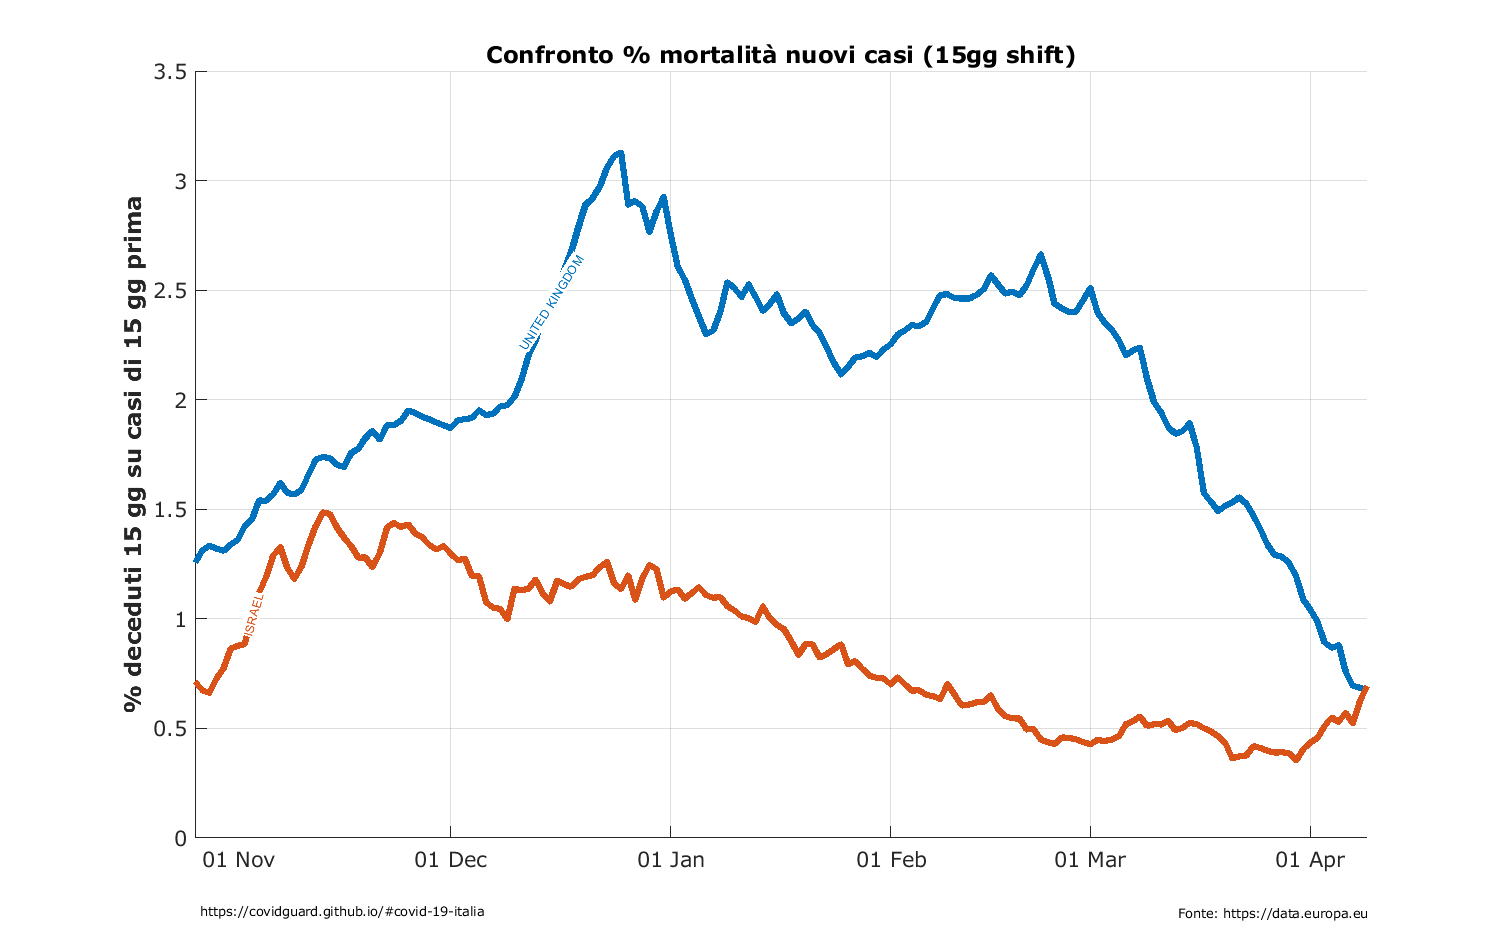 Confronto % mortalità nuovi casi (15gg shift)
3.5
3
2.5
2
1.5
1
0.5
0
% deceduti 15 gg su casi di 15 gg prima
UNITED KINGDOM
ISRAEL
01 Nov
01 Dec
01 Jan
01 Feb
01 Mar
01 Apr
https://covidguard.github.io/#covid-19-italia
Fonte: https://data.europa.eu